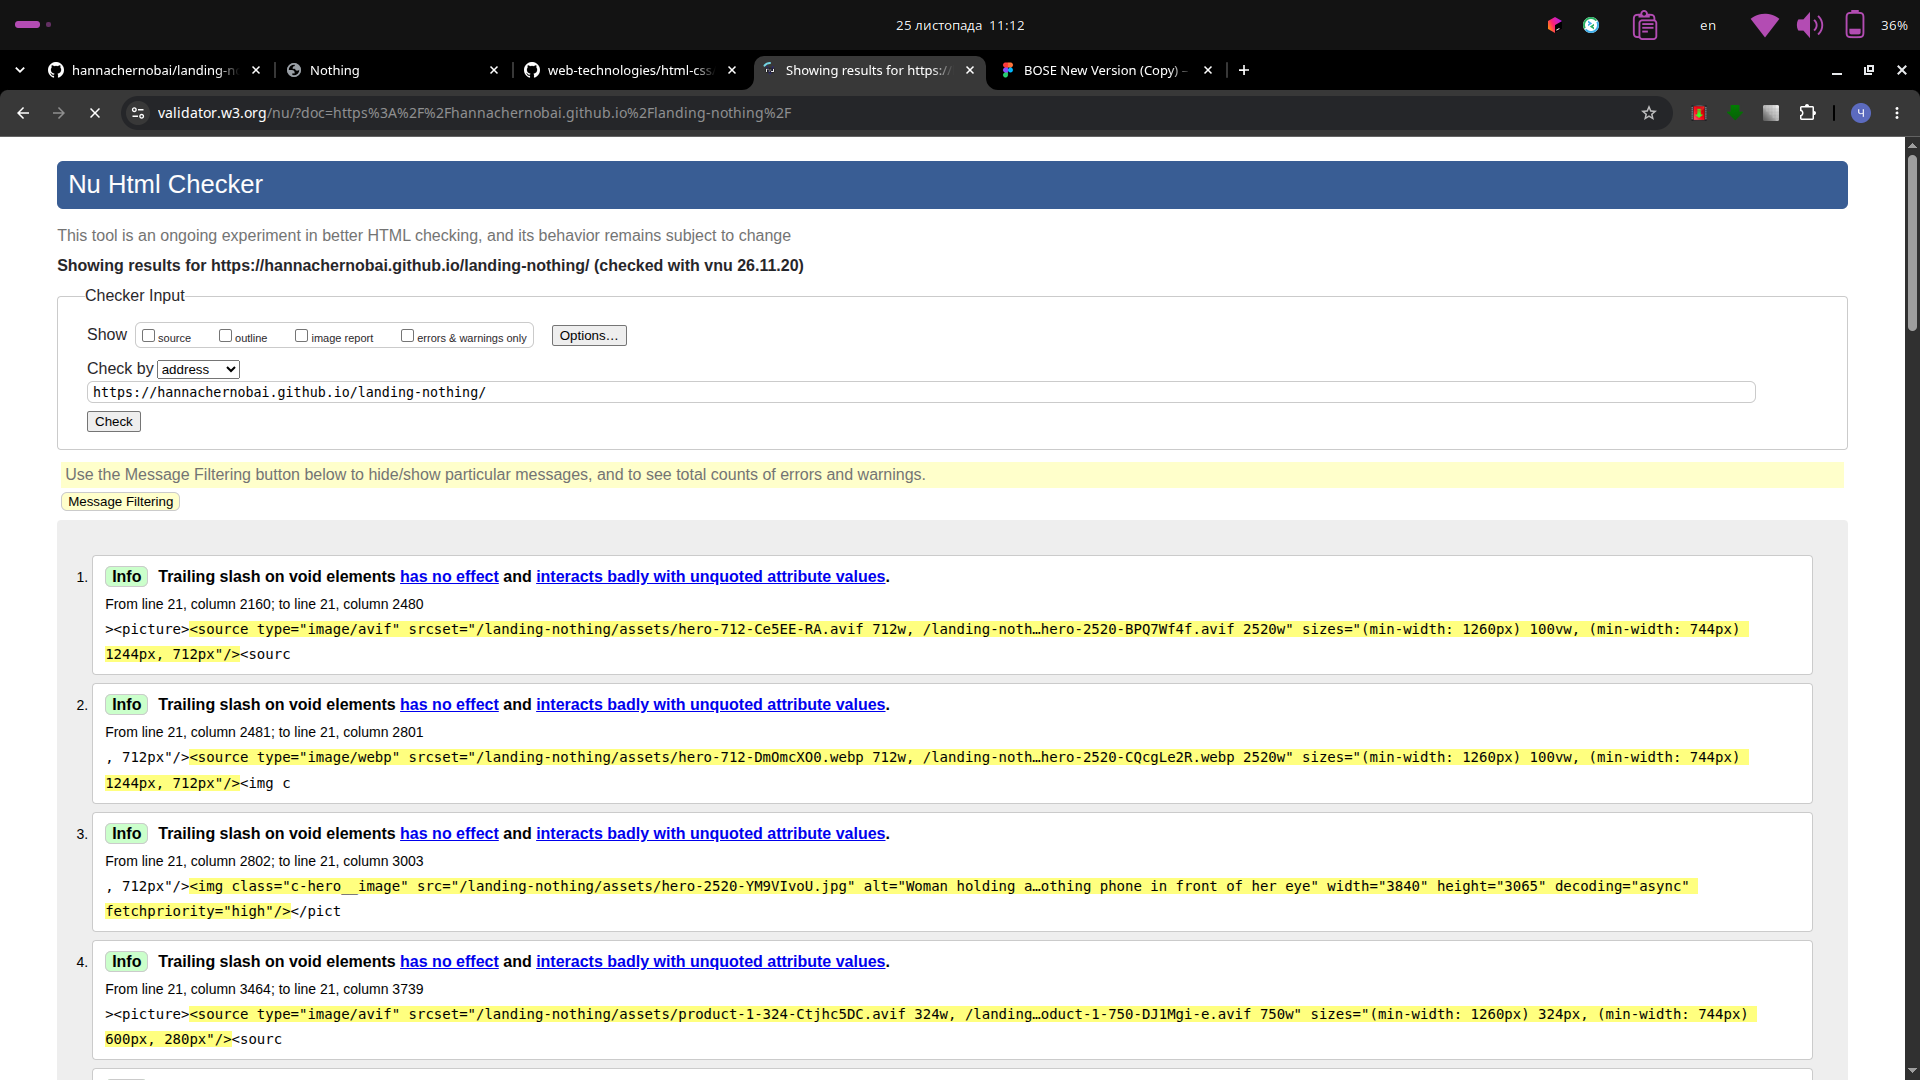 25 листопада 11:12
en
36%
hannachernobai/landing-n
Nothing
web-technologies/html-css
Showing results for https://
BOSE New Version (Copy) –
validator.w3.org/nu/?doc=https%3A%2F%2Fhannachernobai.github.io%2Flanding-nothing%2F
Ч
Nu Html Checker
This tool is an ongoing experiment in better HTML checking, and its behavior remains subject to change
Showing results for https://hannachernobai.github.io/landing-nothing/ (checked with vnu 26.11.20)
Checker Input
Show source outline image report errors & warnings only Options…
Check by address
https://hannachernobai.github.io/landing-nothing/
Check
Use the Message Filtering button below to hide/show particular messages, and to see total counts of errors and warnings.
Message Filtering
1. Info Trailing slash on void elements has no effect and interacts badly with unquoted attribute values.
From line 21, column 2160; to line 21, column 2480
><picture><source type="image/avif" srcset="/landing-nothing/assets/hero-712-Ce5EE-RA.avif 712w, /landing-noth…hero-2520-BPQ7Wf4f.avif 2520w" sizes="(min-width: 1260px) 100vw, (min-width: 744px)
1244px, 712px"/><sourc
2. Info Trailing slash on void elements has no effect and interacts badly with unquoted attribute values.
From line 21, column 2481; to line 21, column 2801
, 712px"/><source type="image/webp" srcset="/landing-nothing/assets/hero-712-DmOmcXO0.webp 712w, /landing-noth…hero-2520-CQcgLe2R.webp 2520w" sizes="(min-width: 1260px) 100vw, (min-width: 744px)
1244px, 712px"/><img c
3. Info Trailing slash on void elements has no effect and interacts badly with unquoted attribute values.
From line 21, column 2802; to line 21, column 3003
, 712px"/><img class="c-hero__image" src="/landing-nothing/assets/hero-2520-YM9VIvoU.jpg" alt="Woman holding a…othing phone in front of her eye" width="3840" height="3065" decoding="async"
fetchpriority="high"/></pict
4. Info Trailing slash on void elements has no effect and interacts badly with unquoted attribute values.
From line 21, column 3464; to line 21, column 3739
><picture><source type="image/avif" srcset="/landing-nothing/assets/product-1-324-Ctjhc5DC.avif 324w, /landing…oduct-1-750-DJ1Mgi-e.avif 750w" sizes="(min-width: 1260px) 324px, (min-width: 744px)
600px, 280px"/><sourc